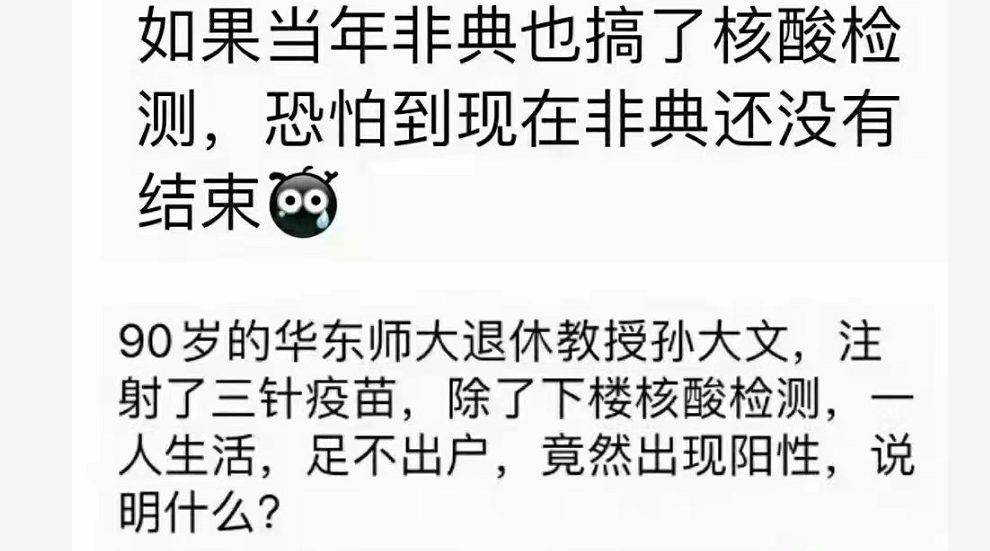 如果当年非典也搞了核酸检
测，恐怕到现在非典还没有
结束
90岁的华东师大退休教授孙大文，注
射了三针疫苗，除了下楼核酸检测，一
人生活，足不出户，竟然出现阳性，说
明什么？